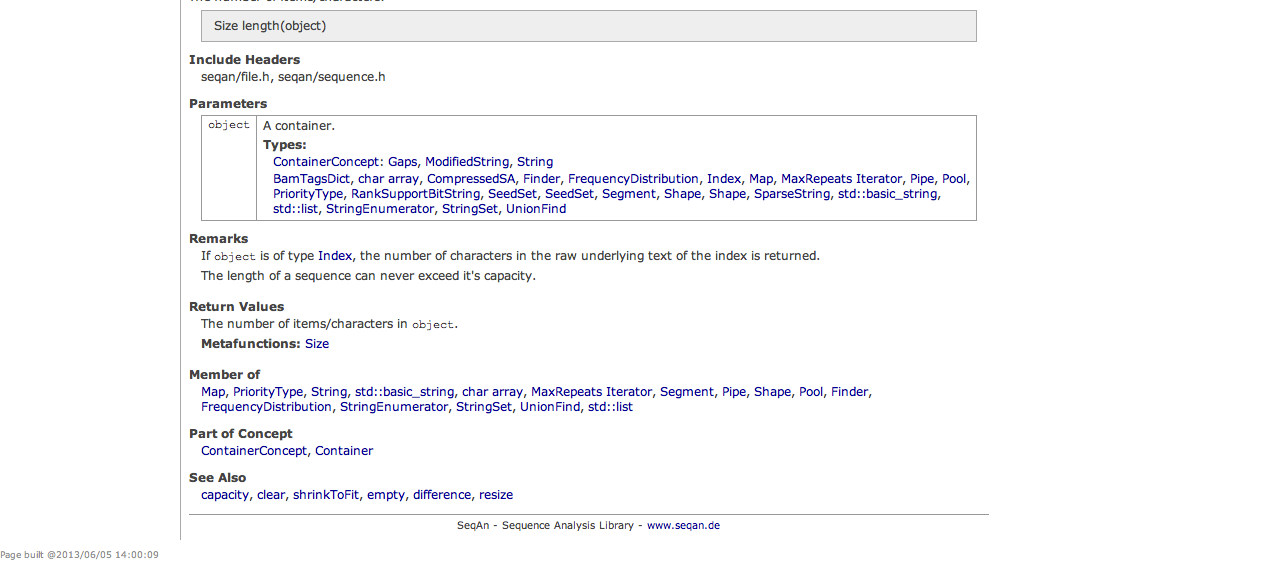 The number of items/characters.
Size length(object)
Include Headers
seqan/file.h, seqan/sequence.h
Parameters
object
A container.
Types:
ContainerConcept: Gaps, ModifiedString, String
BamTagsDict, char array, CompressedSA, Finder, FrequencyDistribution, Index, Map, MaxRepeats Iterator, Pipe, Pool,
PriorityType, RankSupportBitString, SeedSet, SeedSet, Segment, Shape, Shape, SparseString, std::basic_string,
std::list, StringEnumerator, StringSet, UnionFind
Remarks
If object is of type Index, the number of characters in the raw underlying text of the index is returned.
The length of a sequence can never exceed it's capacity.
Return Values
The number of items/characters in object.
Metafunctions: Size
Member of
Map, PriorityType, String, std::basic_string, char array, MaxRepeats Iterator, Segment, Pipe, Shape, Pool, Finder,
FrequencyDistribution, StringEnumerator, StringSet, UnionFind, std::list
Part of Concept
ContainerConcept, Container
See Also
capacity, clear, shrinkToFit, empty, difference, resize
SeqAn - Sequence Analysis Library - www.seqan.de
Page built @2013/06/05 14:00:09